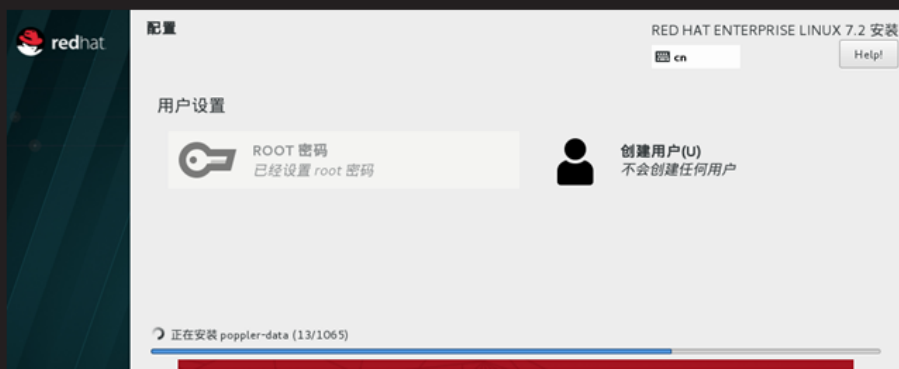 redhat
配置
RED HAT ENTERPRISE LINUX 7.2 安装
cn
Help!
用户设置
ROOT 密码
已经设置 root 密码
创建用户(U)
不会创建任何用户
正在安装 poppler-data (13/1065)